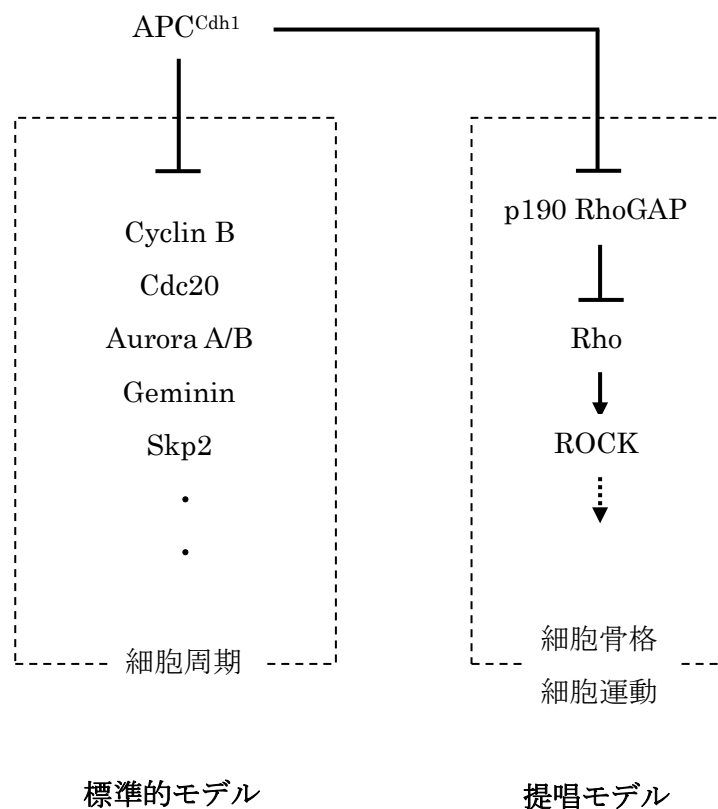 APCCdh1
Cyclin B
Cdc20
Aurora A/B
Geminin
Skp2
・
・
細胞周期
標準的モデル
p190 RhoGAP
Rho
ROCK
細胞骨格
細胞運動
提唱モデル